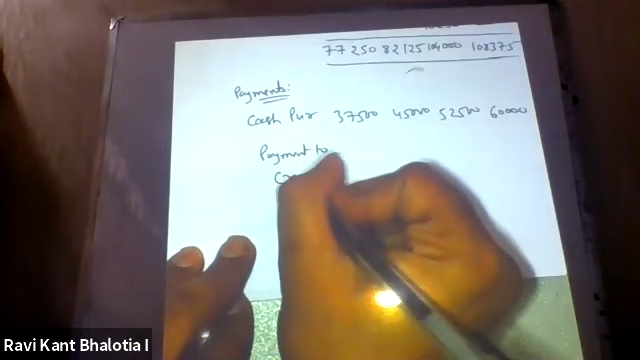 77250 82125 104000 108375
Payments:
Cash Pur 37500 45000 52500 60000
Payment to
Ravi Kant Bhalotia I